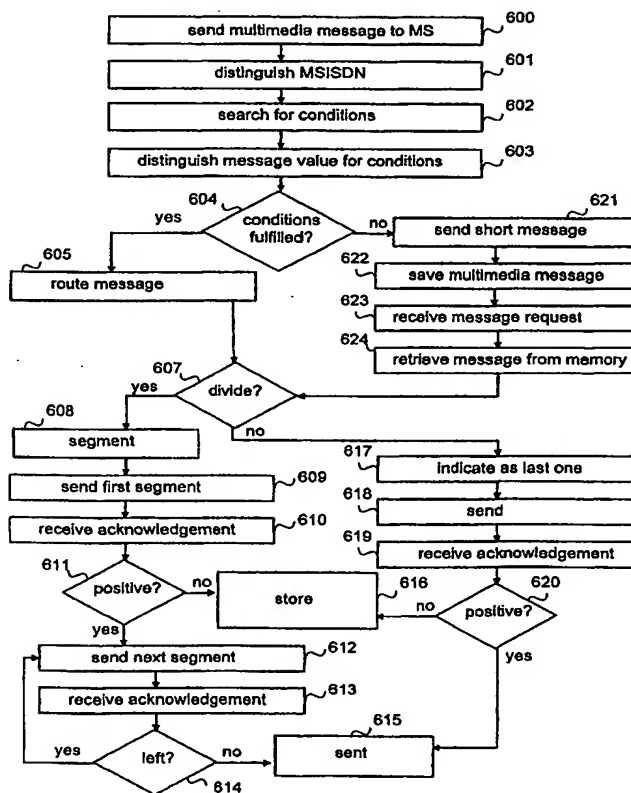 send multimedia message to MS
600
distinguish MSISDN
601
search for conditions
602
distinguish message value for conditions
603
604
conditions
fulfilled?
yes
no
621
send short message
605
route message
622
save multimedia message
623
receive message request
624
retrieve message from memory
607
divide?
yes
no
608
segment
617
indicate as last one
send first segment
609
618
send
receive acknowledgement
610
619
receive acknowledgement
611
positive?
no
store
616
no
positive?
620
yes
yes
send next segment
612
receive acknowledgement
613
615
yes
left?
no
sent
614